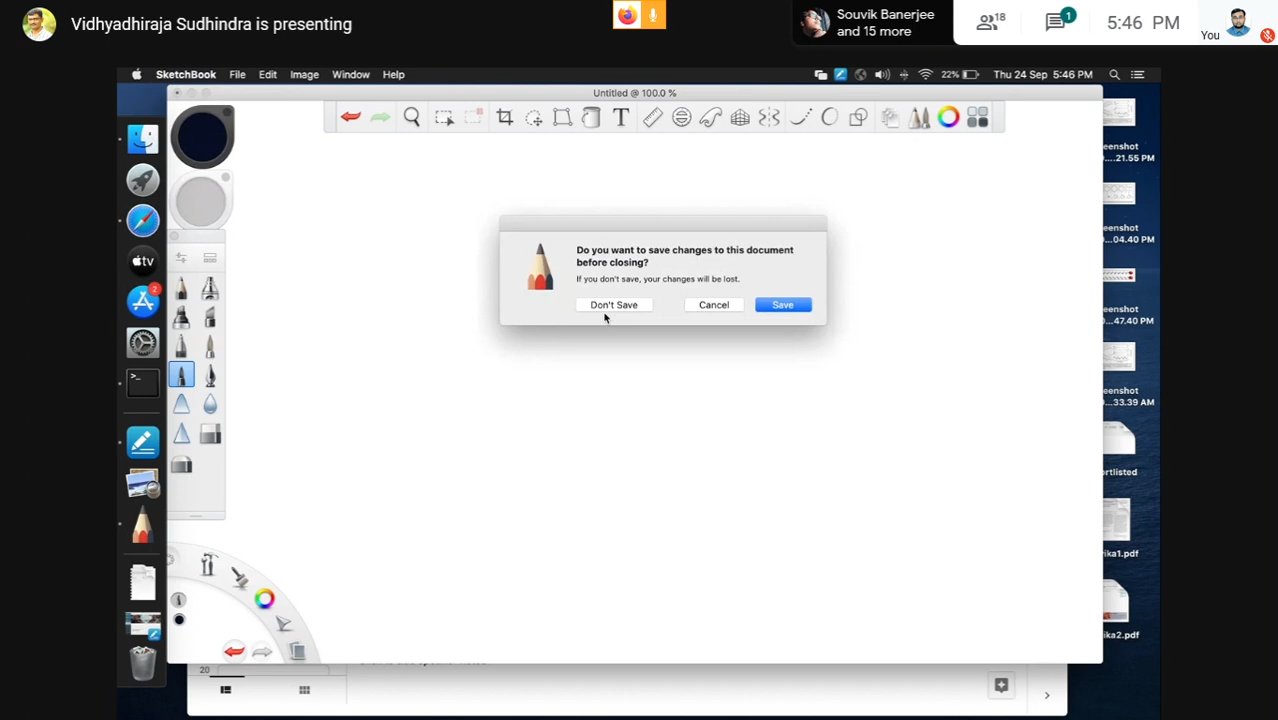 Vidhyadhiraja Sudhindra is presenting
Souvik Banerjee
and 15 more
18
1
5:46 PM
You
SketchBook File Edit Image Window Help
22%
Thu 24 Sep 5:46 PM
Untitled @ 100.0 %
T
tv
2
>_
Do you want to save changes to this document
before closing?
If you don't save, your changes will be lost.
Don't Save
Cancel
Save
eenshot
...21.55 PM
eenshot
...04.40 PM
eenshot
...47.40 PM
eenshot
...33.39 AM
ortlisted
vika1.pdf
ika2.pdf
20